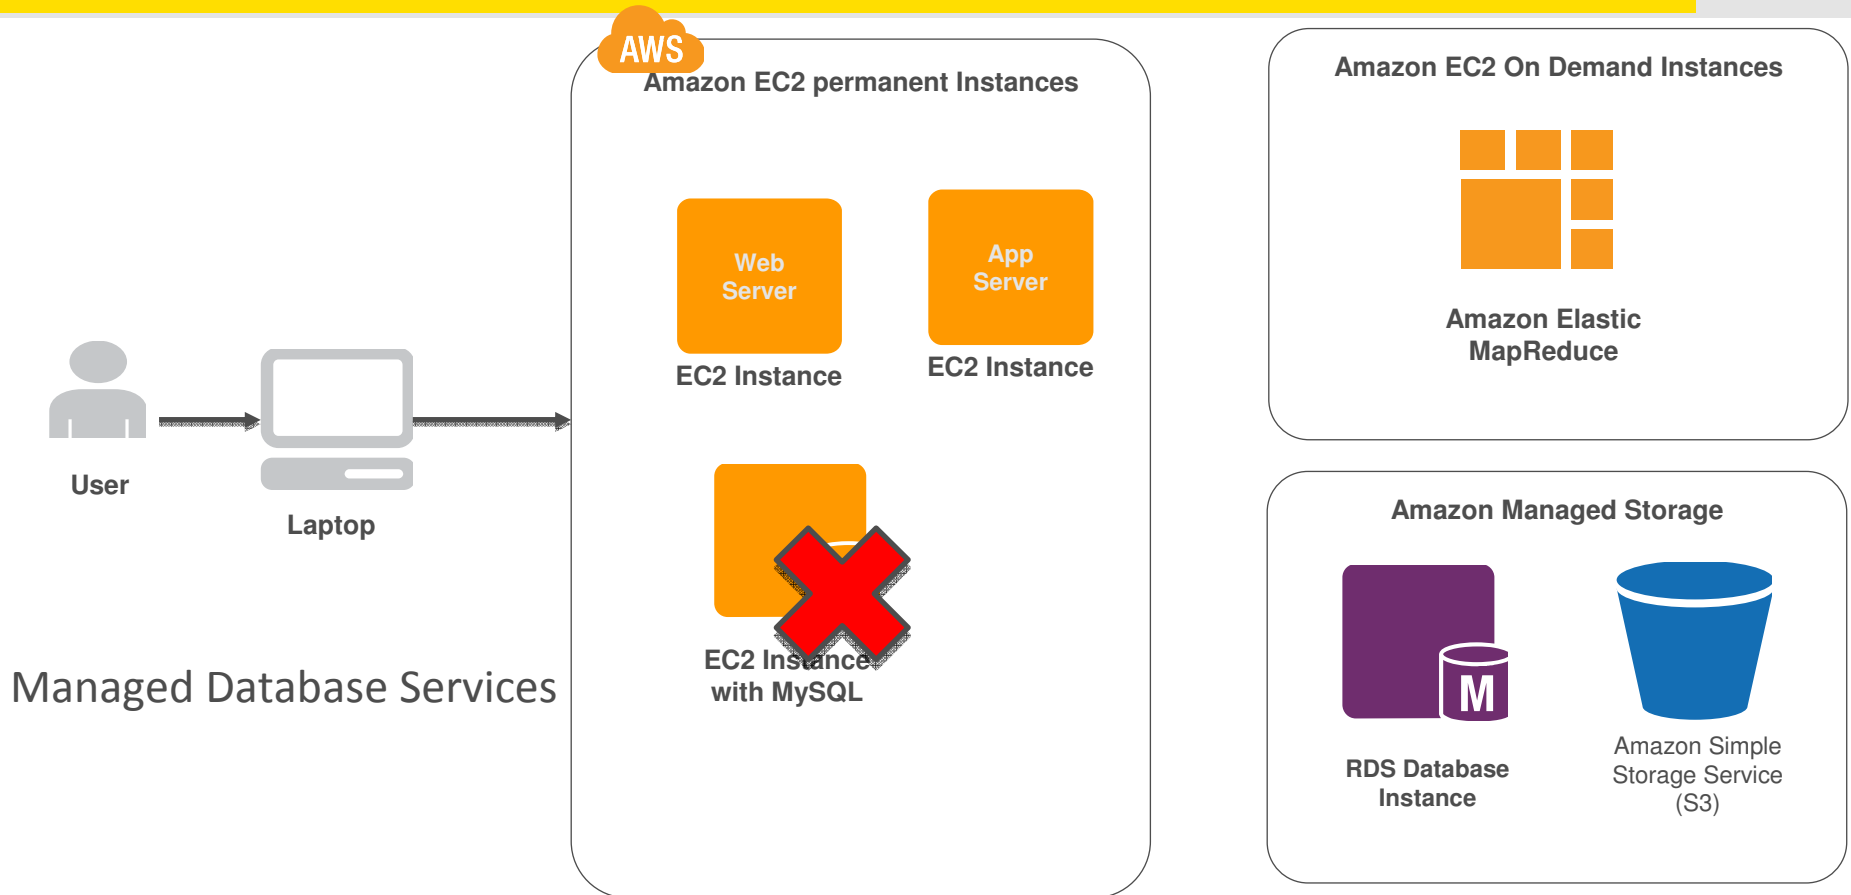 AWS
Amazon EC2 permanent Instances
Web
Server
EC2 Instance
App
Server
EC2 Instance
User
Laptop
EC2 Instance
with MySQL
Managed Database Services
Amazon EC2 On Demand Instances
Amazon Elastic
MapReduce
Amazon Managed Storage
M
RDS Database
Instance
Amazon Simple
Storage Service
(S3)